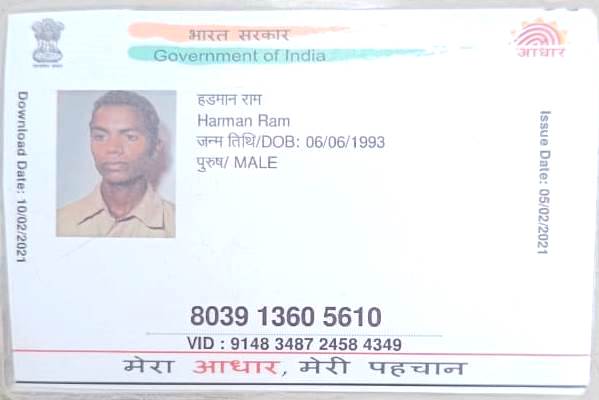 भारत सरकार
Government of India
आधार
Download Date: 10/02/2021
हडमान राम
Harman Ram
जन्म तिथि/DOB: 06/06/1993
पुरुष/ MALE
Issue Date: 05/02/2021
8039 1360 5610
VID : 9148 3487 2458 4349
मेरा आधार, मेरी पहचान